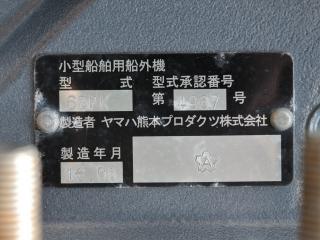 小型船舶用船外機
型 式 型式承認番号
第 4967 号
製造者 ヤマハ熊本プロダクツ株式会社
製造年月